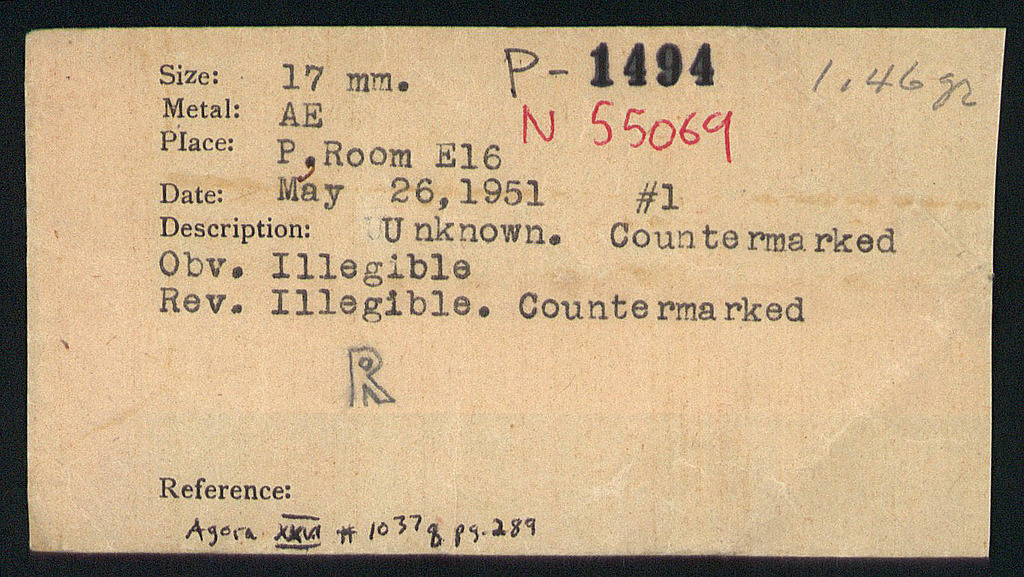 P- 1494
1.46 gr
N 55069
Size: 17 mm.
Metal: AE
Place: P, Room E16
Date: May 26,1951 #1
Description: Unknown. Countermarked
Obv. Illegible
Rev. Illegible. Countermarked
R
Reference:
Agora XXVI # 1037g pg. 289